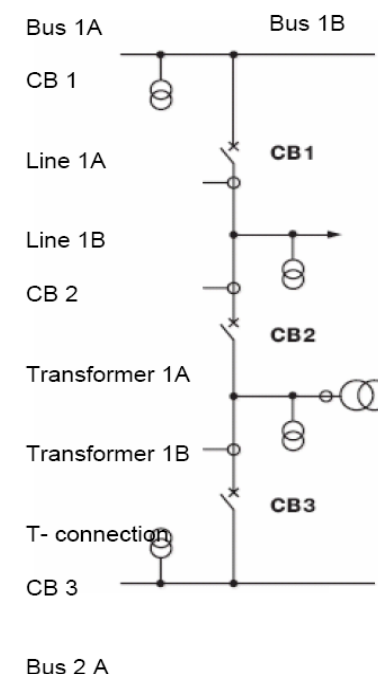 Bus 1A
Bus 1B
CB 1
CB1
Line 1A
Line 1B
CB 2
CB2
Transformer 1A
Transformer 1B
CB3
T- connection
CB 3
Bus 2 A